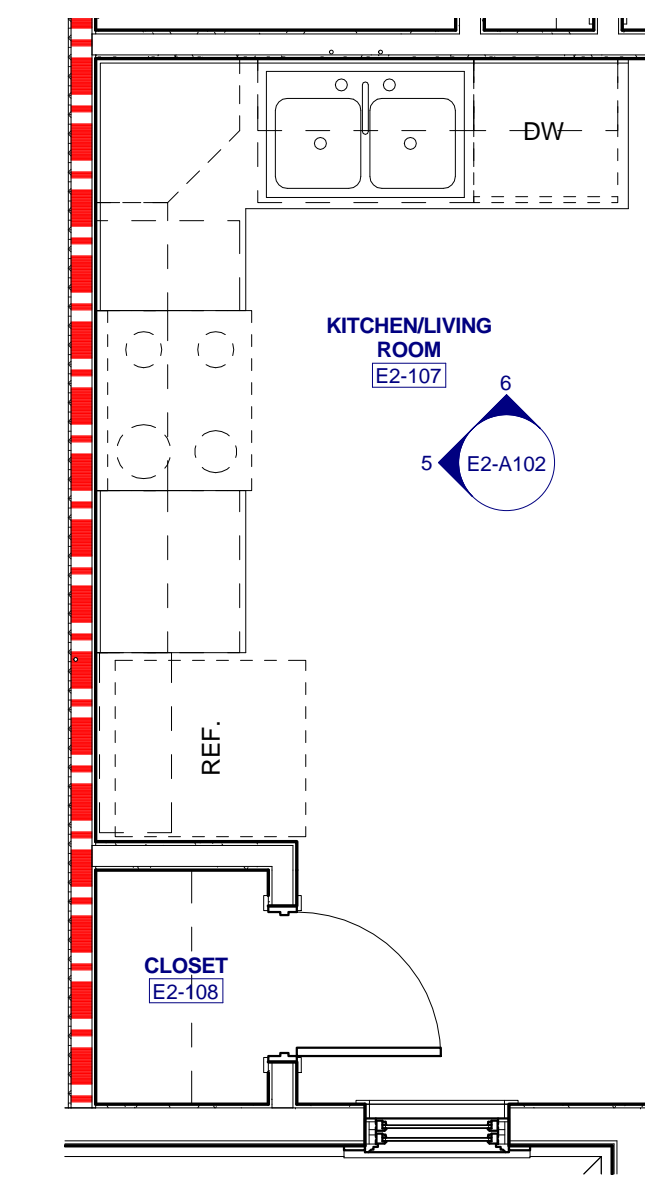 DW
KITCHEN/LIVING
ROOM
E2-107
6
5
E2-A102
REF.
CLOSET
E2-108